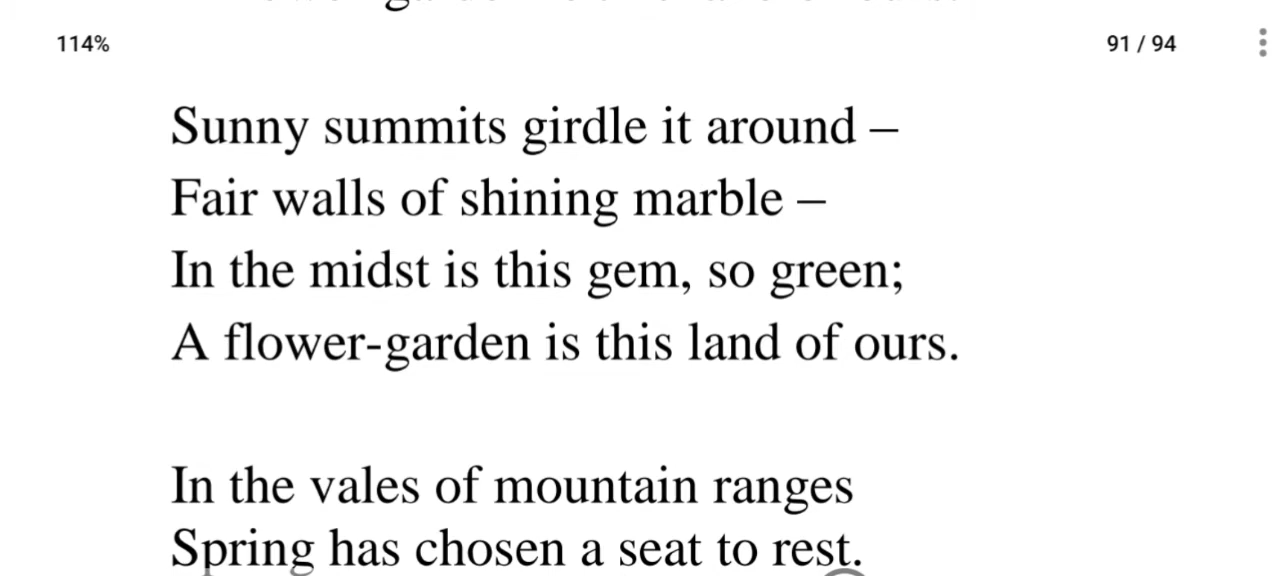 114%
91 / 94
Sunny summits girdle it around –
Fair walls of shining marble –
In the midst is this gem, so green;
A flower-garden is this land of ours.
In the vales of mountain ranges
Spring has chosen a seat to rest.